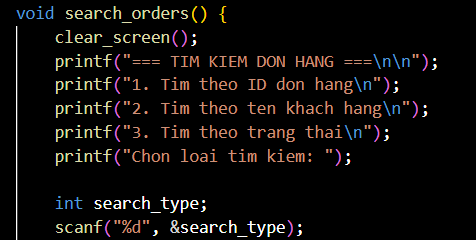 void search_orders() {
    clear_screen();
    printf("=== TIM KIEM DON HANG ===\n\n");
    printf("1. Tim theo ID don hang\n");
    printf("2. Tim theo ten khach hang\n");
    printf("3. Tim theo trang thai\n");
    printf("Chon loai tim kiem: ");

    int search_type;
    scanf("%d", &search_type);